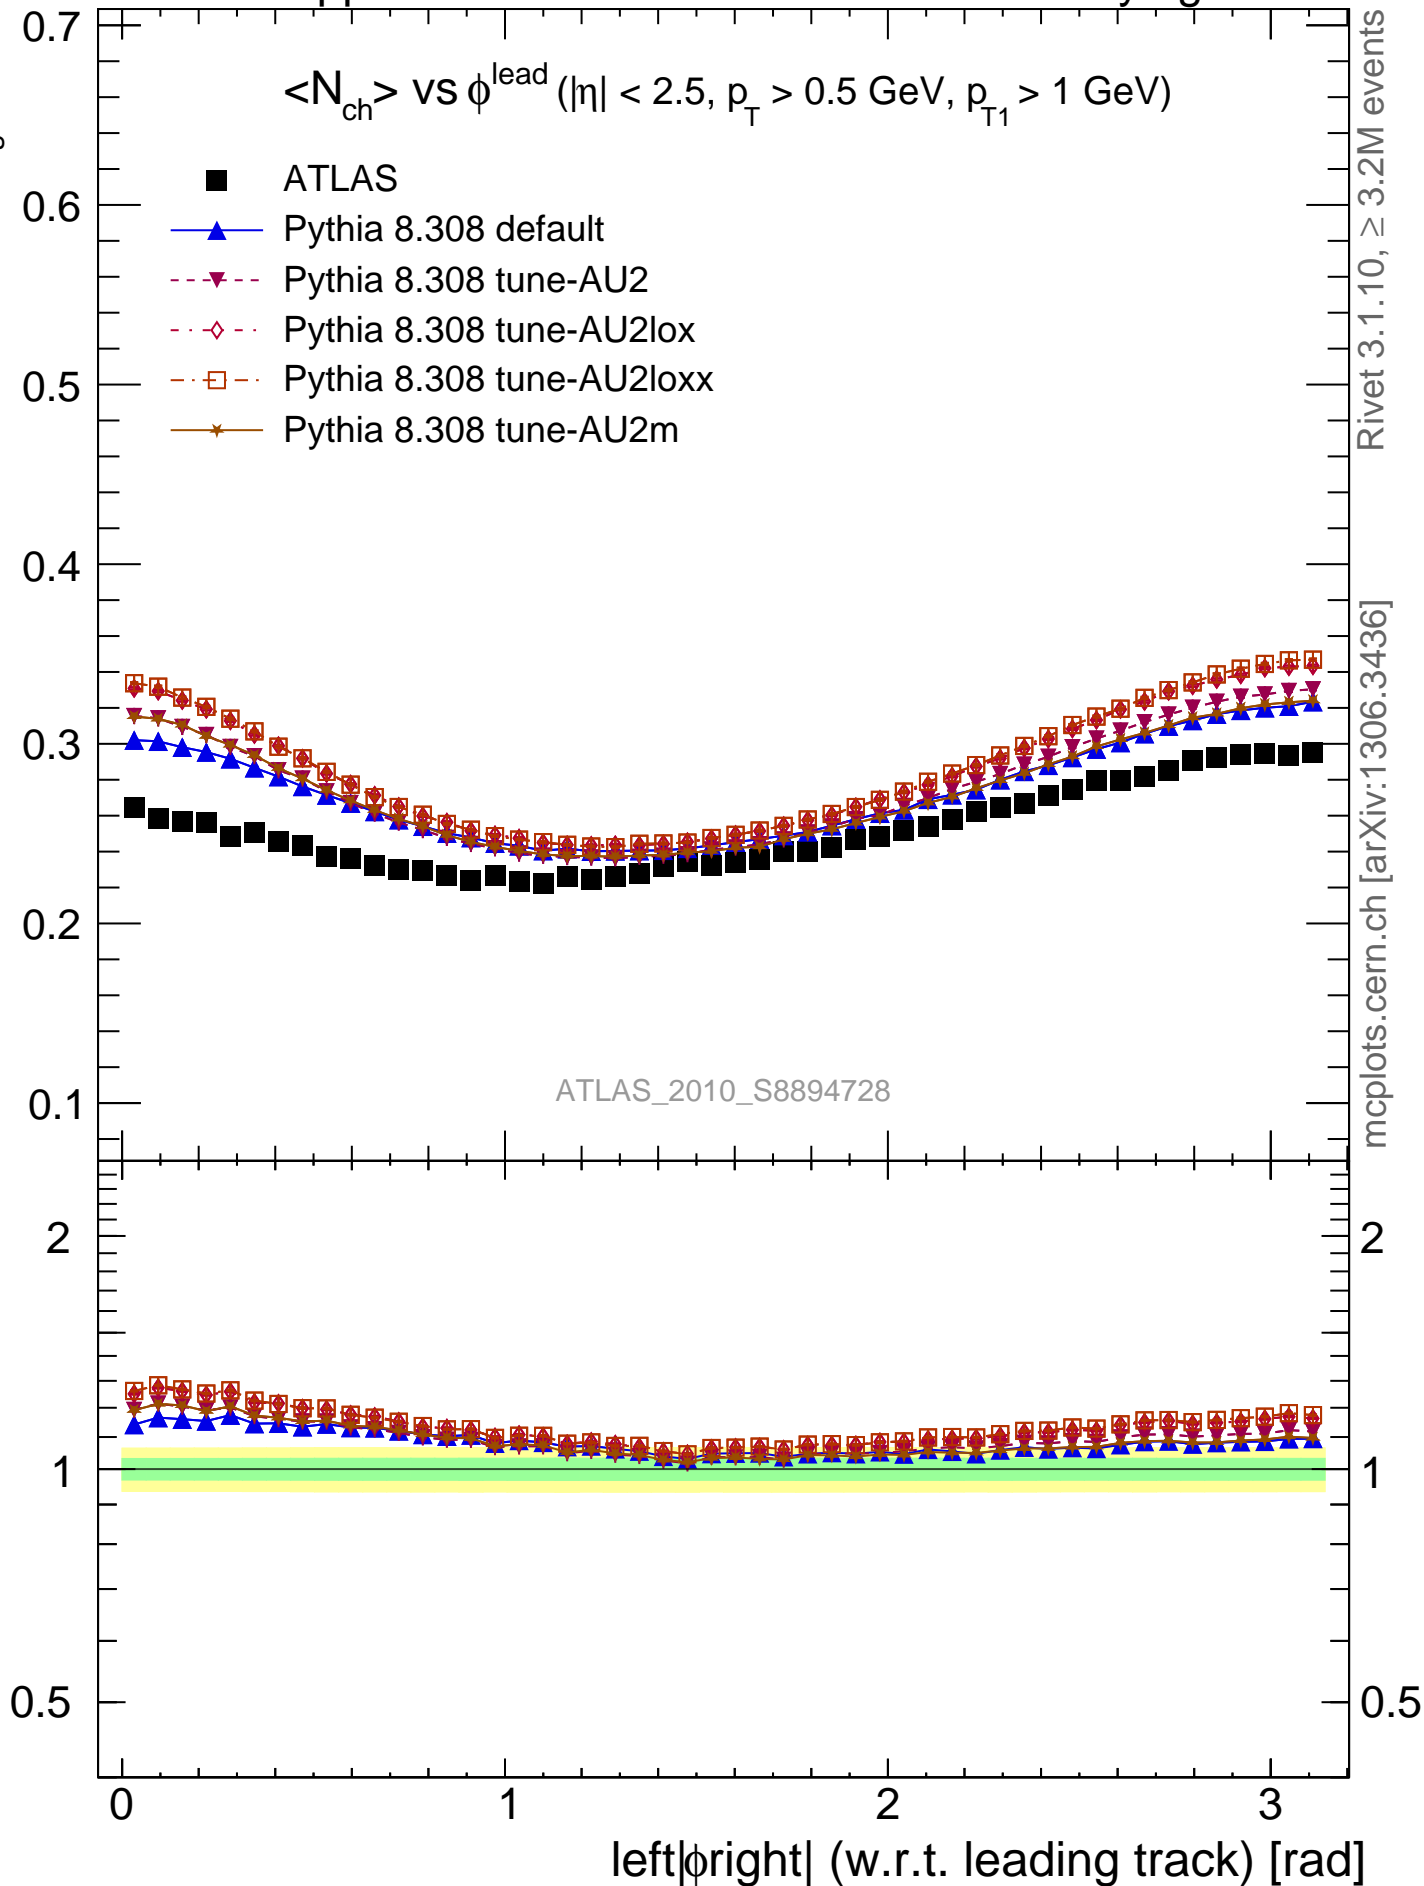 <N_ch> vs ϕ^lead (|η| < 2.5, p_T > 0.5 GeV, p_T1 > 1 GeV)
ATLAS
Pythia 8.308 default
Pythia 8.308 tune-AU2
Pythia 8.308 tune-AU2lox
Pythia 8.308 tune-AU2loxx
Pythia 8.308 tune-AU2m
0.7
0.6
0.5
0.4
0.3
0.2
0.1
ATLAS_2010_S8894728
Rivet 3.1.10, ≥ 3.2M events
mcplots.cern.ch [arXiv:1306.3436]
2
1
0.5
2
1
0.5
0 1 2 3
left|ϕright| (w.r.t. leading track) [rad]